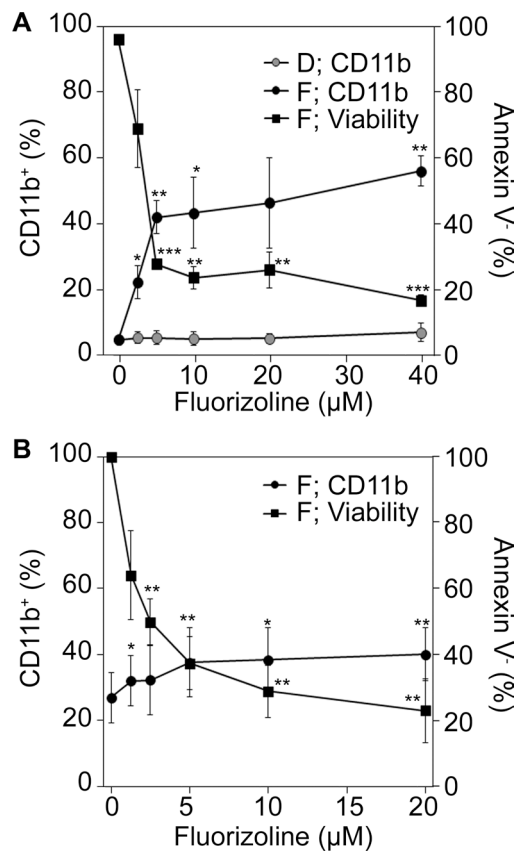 A
D; CD11b
F; CD11b
F; Viability
CD11b⁺ (%)
Annexin V⁻ (%)
100
80
60
40
20
0
100
80
60
40
20
0
*
**
***
*
**
**
**
***
0 10 20 30 40
Fluorizoline (µM)
B
F; CD11b
F; Viability
CD11b⁺ (%)
Annexin V⁻ (%)
100
80
60
40
20
0
100
80
60
40
20
0
*
**
**
*
**
**
**
0 5 10 15 20
Fluorizoline (µM)